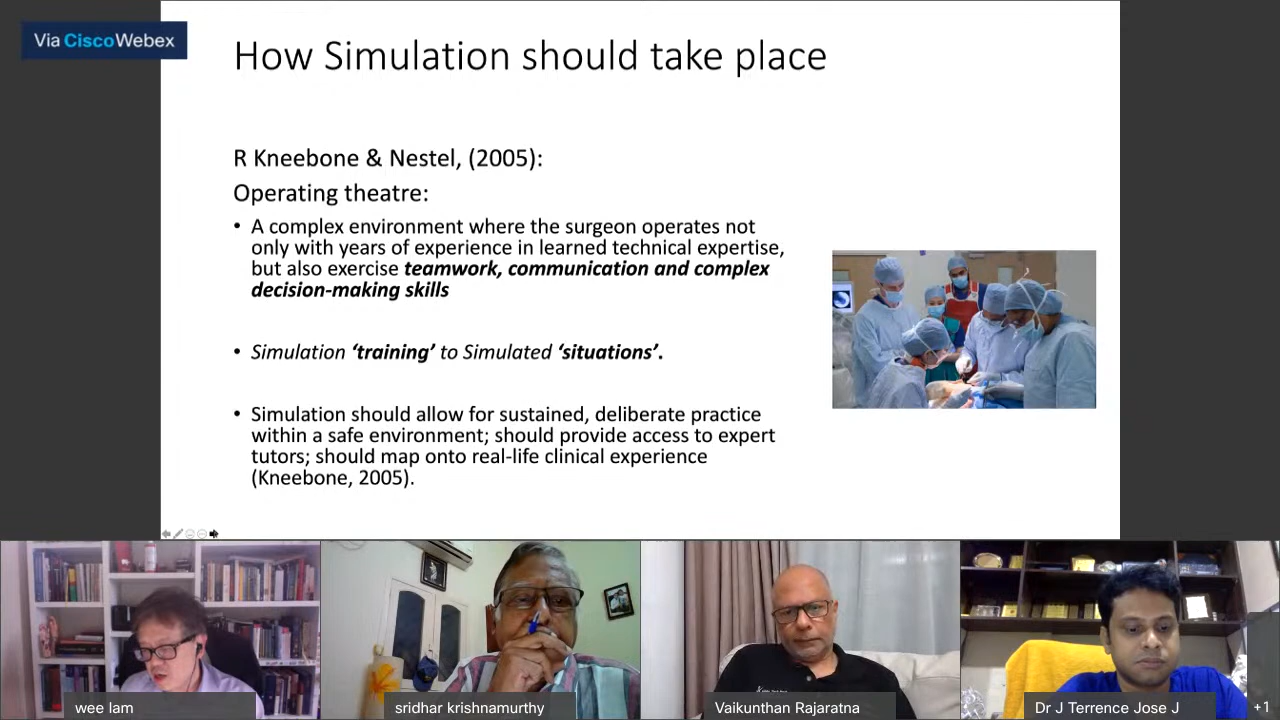 Via Cisco Webex
How Simulation should take place
R Kneebone & Nestel, (2005):
Operating theatre:
• A complex environment where the surgeon operates not
only with years of experience in learned technical expertise,
but also exercise teamwork, communication and complex
decision-making skills
• Simulation ‘training’ to Simulated ‘situations’.
• Simulation should allow for sustained, deliberate practice
within a safe environment; should provide access to expert
tutors; should map onto real-life clinical experience
(Kneebone, 2005).
wee lam
sridhar krishnamurthy
Vaikunthan Rajaratna
Dr J Terrence Jose J
+1